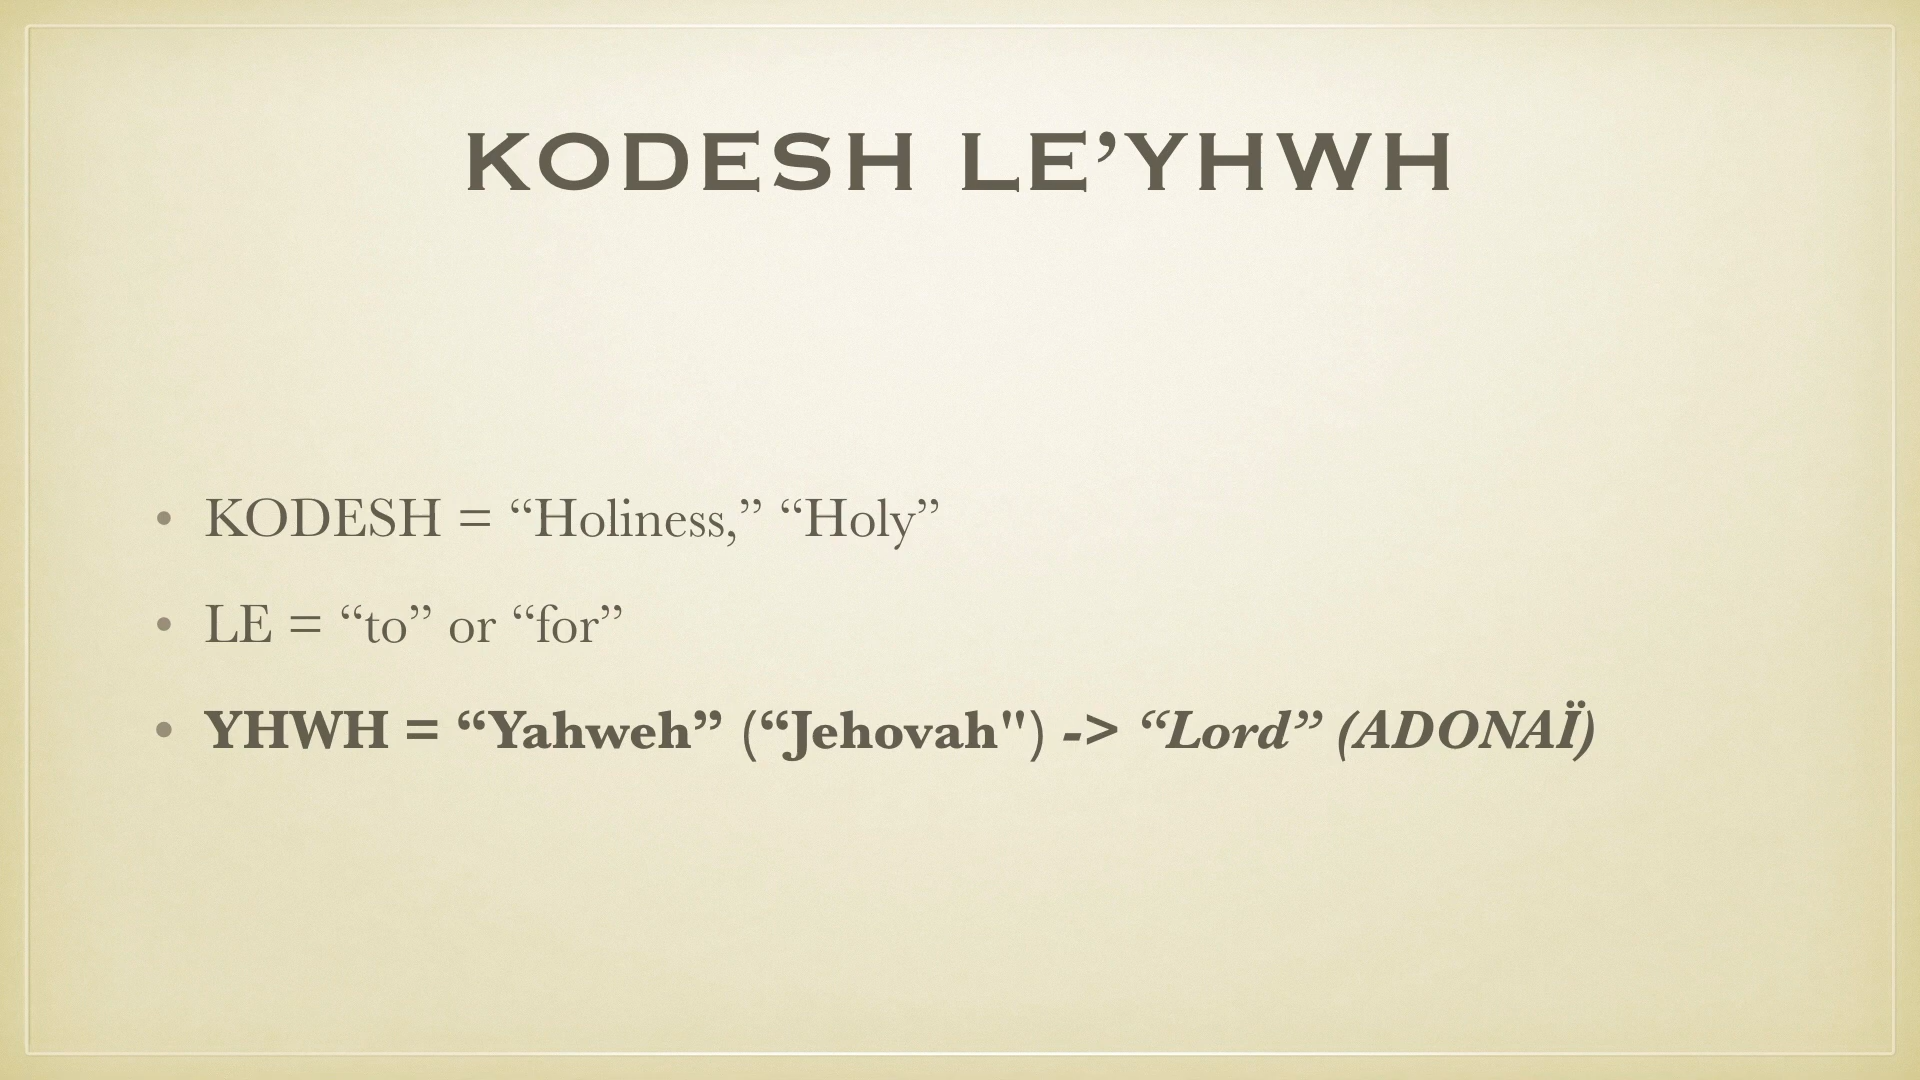 KODESH LE’YHWH
• KODESH = “Holiness,” “Holy”
• LE = “to” or “for”
• YHWH = “Yahweh” (“Jehovah") -> “Lord” (ADONAÏ)